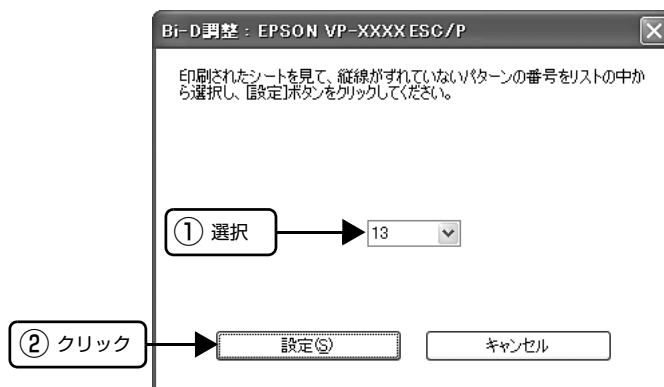 Bi-D調整：EPSON VP-XXXX ESC/P
印刷されたシートを見て、縦線がずれていないパターンの番号をリストの中か
ら選択し、[設定]ボタンをクリックしてください。
① 選択
13
② クリック
設定(S)
キャンセル